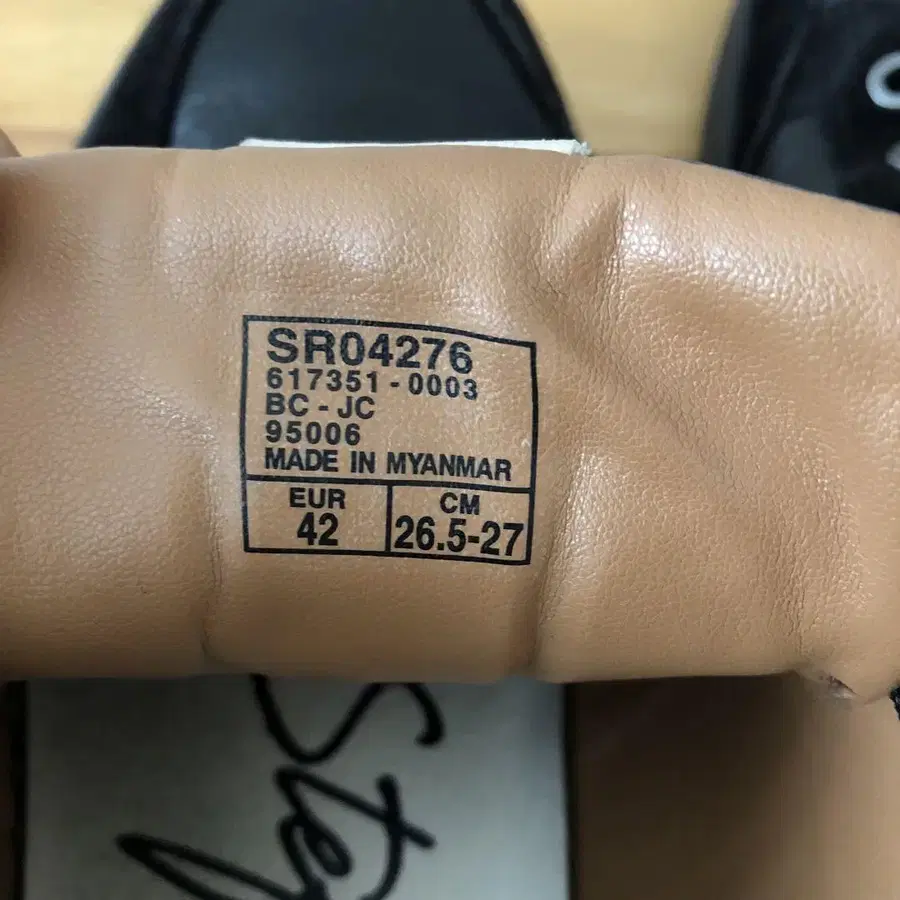 SR04276
617351-0003
BC - JC
95006
MADE IN MYANMAR
EUR
42
CM
26.5-27